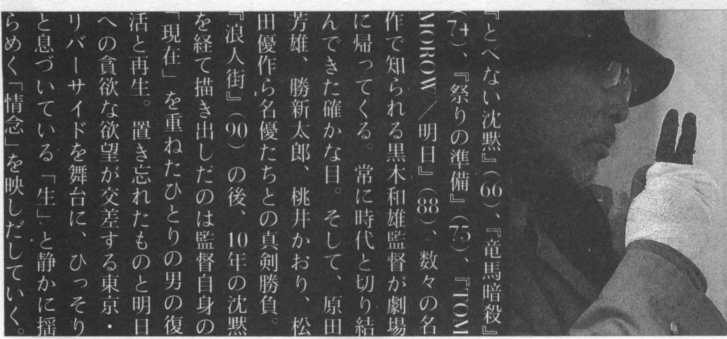 『とべない沈黙』(66)、『竜馬暗殺』
(74)、『祭りの準備』(75)、『TOM
MOROW／明日』(88)、数々の名
作で知られる黒木和雄監督が劇場
に帰ってくる。常に時代と切り結
んできた確かな目。そして、原田
芳雄、勝新太郎、桃井かおり、松
田優作ら名優たちとの真剣勝負。
『浪人街』(90)の後、10年の沈黙
を経て描き出しだのは監督自身の
「現在」を重ねたひとりの男の復
活と再生。置き忘れたものと明日
への貪欲な欲望が交差する東京・
リバーサイドを舞台に、ひっそり
と息づいている「生」と静かに揺
らめく「情念」を映しだしていく。